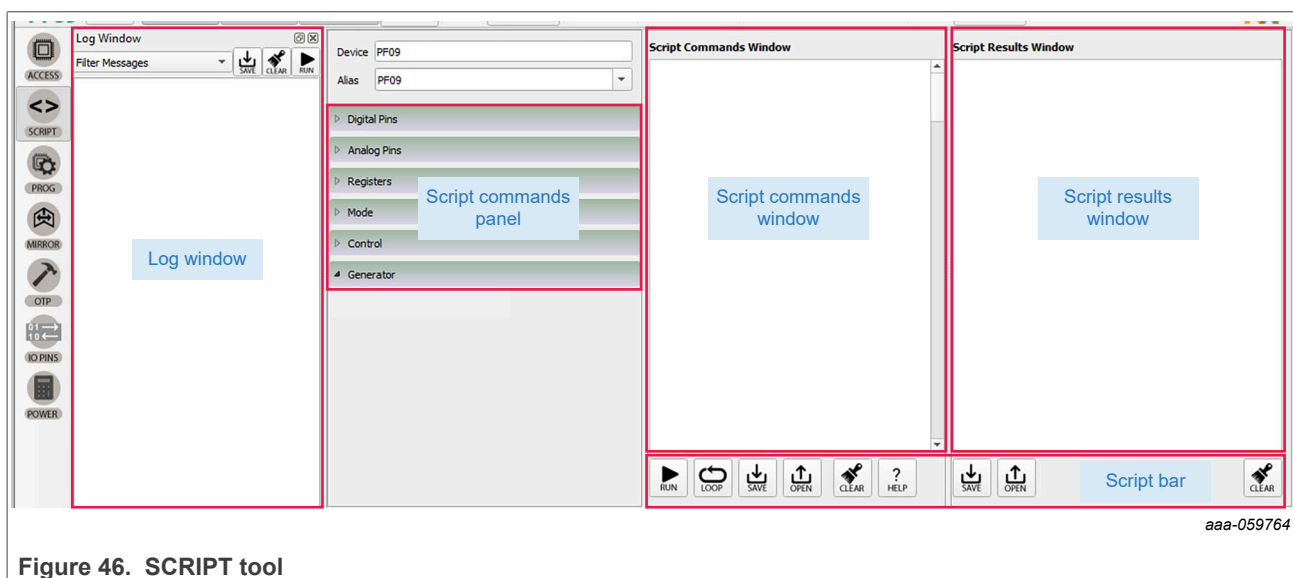 ACCESS
SCRIPT
PROG
MIRROR
OTP
01
10
IO PINS
POWER
Log Window
Filter Messages
SAVE
CLEAR
RUN
Log window
Device PF09
Alias PF09
Digital Pins
Analog Pins
Registers
Mode
Control
Generator
Script commands
panel
Script Commands Window
Script commands
window
RUN
LOOP
SAVE
OPEN
CLEAR
?
HELP
Script Results Window
Script results
window
SAVE
OPEN
Script bar
CLEAR
aaa-059764
Figure 46. SCRIPT tool